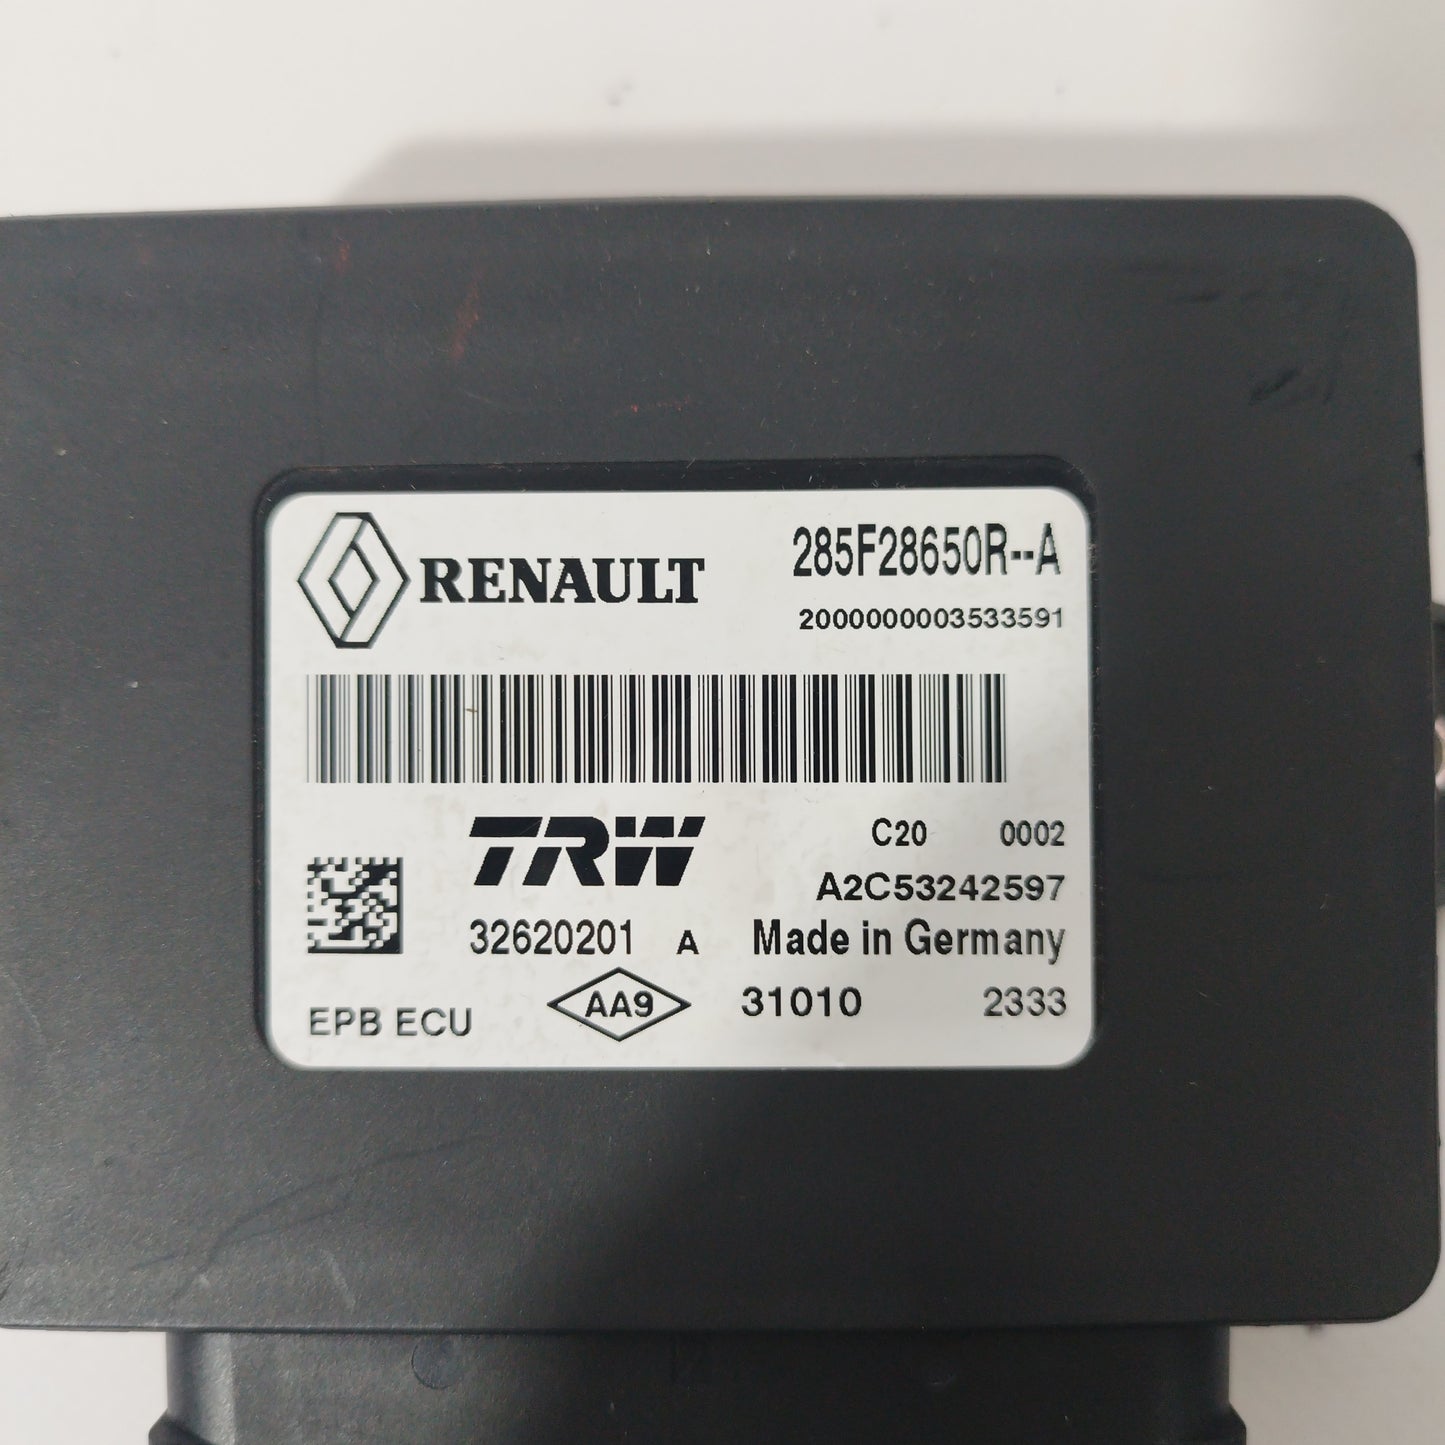 RENAULT 285F28650R--A
2000000003533591
TRW C20 0002
A2C53242597
32620201 A Made in Germany
EPB ECU AA9 31010 2333